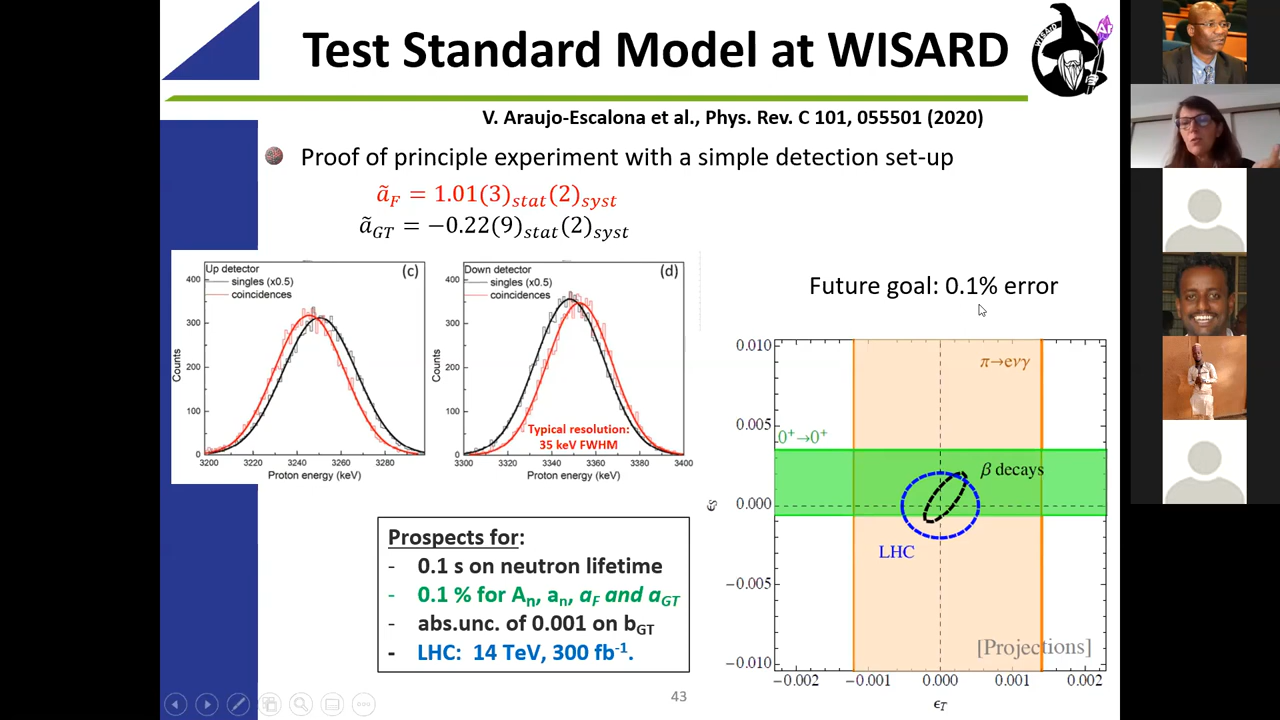 Test Standard Model at WISARD
WISARD
V. Araujo-Escalona et al., Phys. Rev. C 101, 055501 (2020)
Proof of principle experiment with a simple detection set-up
ã_F = 1.01(3)_stat(2)_syst
ã_GT = −0.22(9)_stat(2)_syst
Up detector
(c)
singles (x0.5)
coincidences
400
300
200
100
0
Counts
3200 3220 3240 3260 3280
Proton energy (keV)
Down detector
(d)
singles (x0.5)
coincidences
400
300
200
100
0
Counts
Typical resolution:
35 keV FWHM
3300 3320 3340 3360 3380 3400
Proton energy (keV)
Future goal: 0.1% error
0.010
0.005
0.000
−0.005
−0.010
ϵ_S
π→eνγ
0⁺→0⁺
β decays
LHC
[Projections]
−0.002 −0.001 0.000 0.001 0.002
ϵ_T
Prospects for:
- 0.1 s on neutron lifetime
- 0.1 % for A_n, a_n, a_F and a_GT
- abs.unc. of 0.001 on b_GT
- LHC: 14 TeV, 300 fb⁻¹.
43